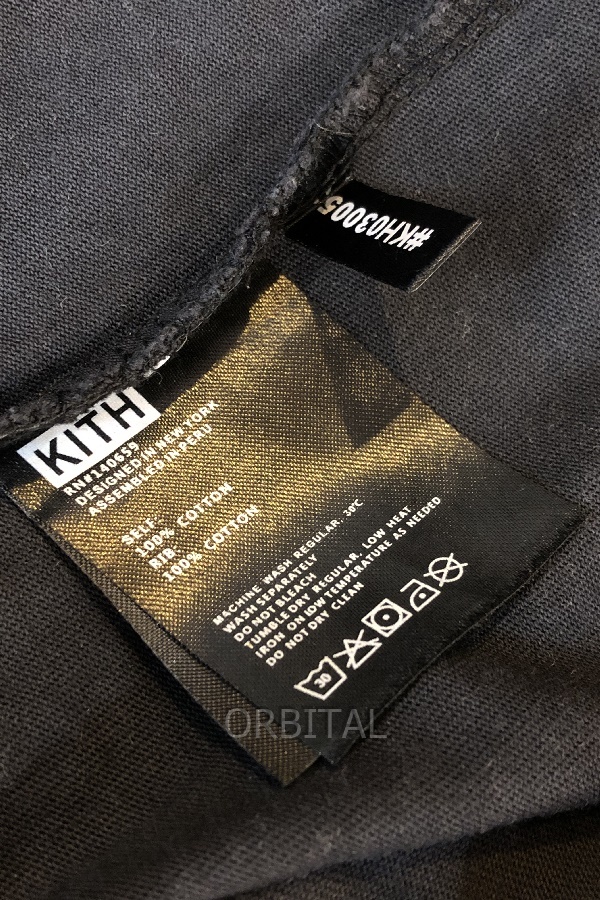 #KH03005
KITH
RN#140659
DESIGNED IN NEW YORK
ASSEMBLED IN PERU
SELF:
100% COTTON
RIB:
100% COTTON
MACHINE WASH REGULAR, 30°C
WASH SEPARATELY
DO NOT BLEACH
TUMBLE DRY REGULAR, LOW HEAT
IRON ON LOW TEMPERATURE AS NEEDED
DO NOT DRY CLEAN
30
ORBITAL